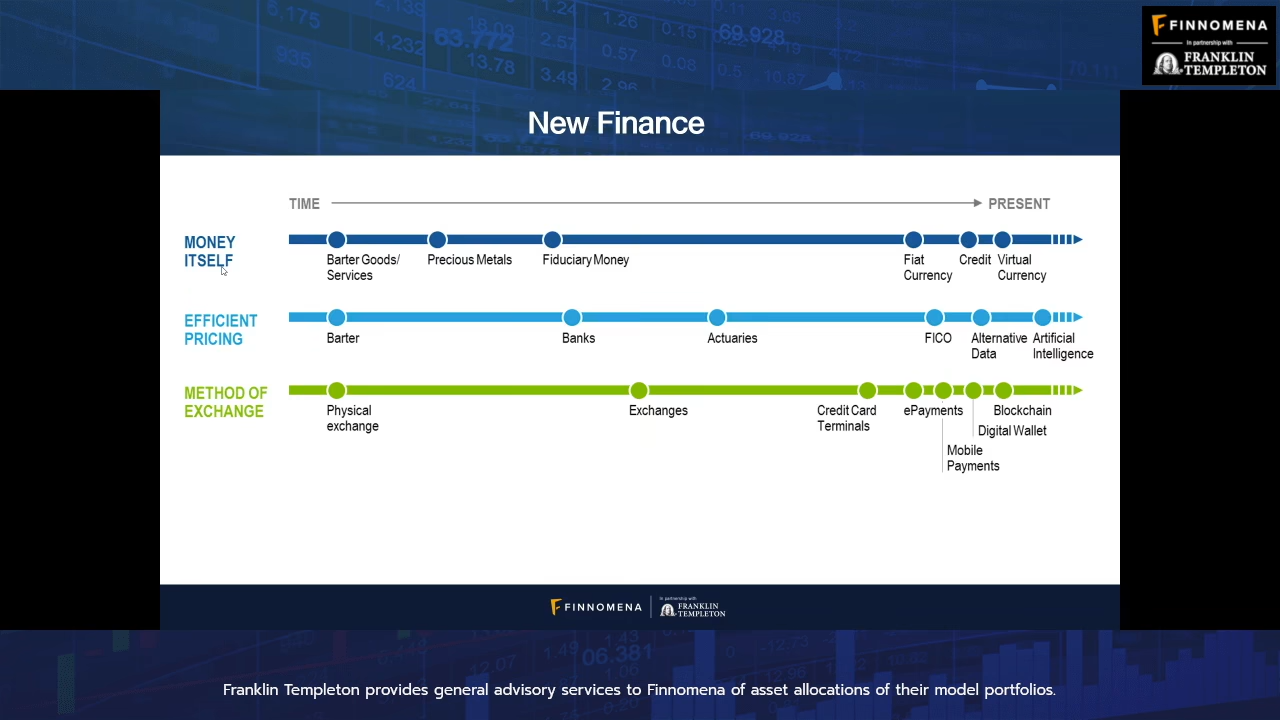 FINNOMENA
In partnership with
FRANKLIN
TEMPLETON
New Finance
TIME
PRESENT
MONEY
ITSELF
Barter Goods/
Services
Precious Metals
Fiduciary Money
Fiat
Currency
Credit
Virtual
Currency
EFFICIENT
PRICING
Barter
Banks
Actuaries
FICO
Alternative
Data
Artificial
Intelligence
METHOD OF
EXCHANGE
Physical
exchange
Exchanges
Credit Card
Terminals
ePayments
Mobile
Payments
Digital Wallet
Blockchain
FINNOMENA
In partnership with
FRANKLIN
TEMPLETON
Franklin Templeton provides general advisory services to Finnomena of asset allocations of their model portfolios.